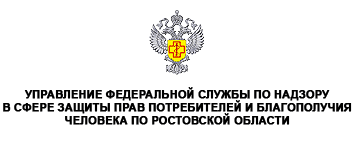 УПРАВЛЕНИЕ ФЕДЕРАЛЬНОЙ СЛУЖБЫ ПО НАДЗОРУ
В СФЕРЕ ЗАЩИТЫ ПРАВ ПОТРЕБИТЕЛЕЙ И БЛАГОПОЛУЧИЯ
ЧЕЛОВЕКА ПО РОСТОВСКОЙ ОБЛАСТИ